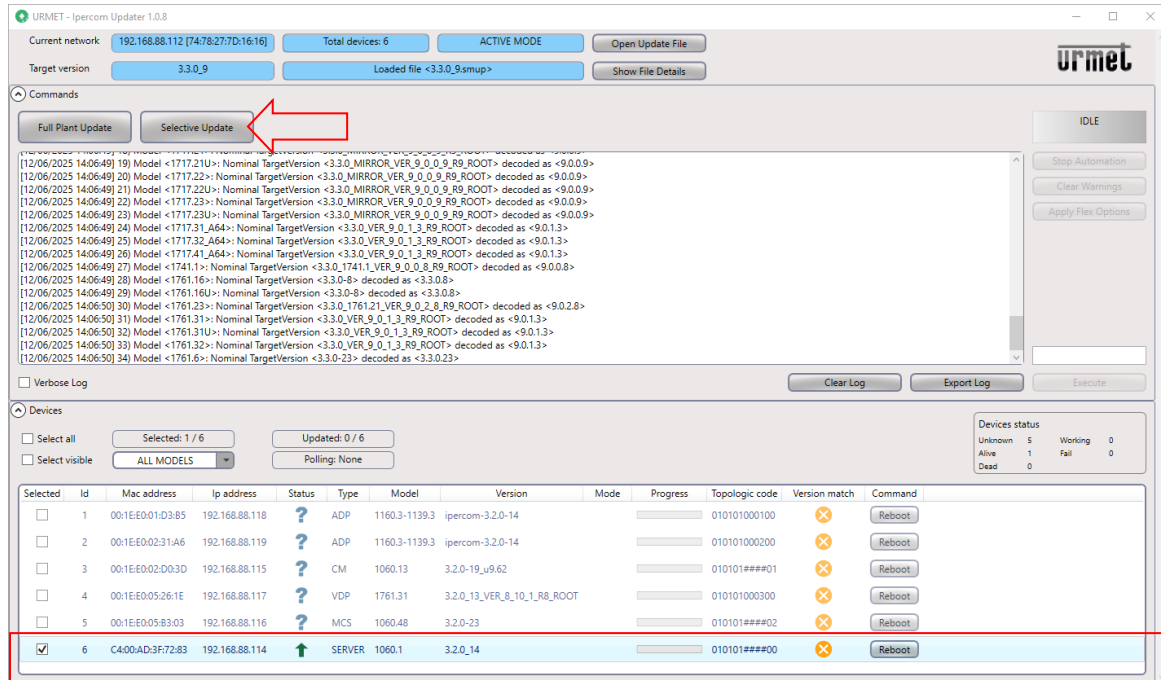 URMET - Ipercom Updater 1.0.8
Current network 192.168.88.112 [74:78:27:7D:16:16] Total devices: 6 ACTIVE MODE Open Update File
urmet
Target version 3.3.0_9 Loaded file <3.3.0_9.smup> Show File Details
Commands
Full Plant Update Selective Update IDLE
[12/06/2025 14:06:49] 19) Model <1717.21U>: Nominal TargetVersion <3.3.0_MIRROR_VER_9_0_0_9_R9_ROOT> decoded as <9.0.0.9>
[12/06/2025 14:06:49] 20) Model <1717.22>: Nominal TargetVersion <3.3.0_MIRROR_VER_9_0_0_9_R9_ROOT> decoded as <9.0.0.9>
[12/06/2025 14:06:49] 21) Model <1717.22U>: Nominal TargetVersion <3.3.0_MIRROR_VER_9_0_0_9_R9_ROOT> decoded as <9.0.0.9>
[12/06/2025 14:06:49] 22) Model <1717.23>: Nominal TargetVersion <3.3.0_MIRROR_VER_9_0_0_9_R9_ROOT> decoded as <9.0.0.9>
[12/06/2025 14:06:49] 23) Model <1717.23U>: Nominal TargetVersion <3.3.0_MIRROR_VER_9_0_0_9_R9_ROOT> decoded as <9.0.0.9>
[12/06/2025 14:06:49] 24) Model <1717.31_A64>: Nominal TargetVersion <3.3.0_VER_9_0_1_3_R9_ROOT> decoded as <9.0.1.3>
[12/06/2025 14:06:49] 25) Model <1717.32_A64>: Nominal TargetVersion <3.3.0_VER_9_0_1_3_R9_ROOT> decoded as <9.0.1.3>
[12/06/2025 14:06:49] 26) Model <1717.41_A64>: Nominal TargetVersion <3.3.0_VER_9_0_1_3_R9_ROOT> decoded as <9.0.1.3>
[12/06/2025 14:06:49] 27) Model <1741.1>: Nominal TargetVersion <3.3.0_1741.1_VER_9_0_0_8_R9_ROOT> decoded as <9.0.0.8>
[12/06/2025 14:06:49] 28) Model <1761.16>: Nominal TargetVersion <3.3.0-8> decoded as <3.3.0.8>
[12/06/2025 14:06:49] 29) Model <1761.16U>: Nominal TargetVersion <3.3.0-8> decoded as <3.3.0.8>
[12/06/2025 14:06:50] 30) Model <1761.23>: Nominal TargetVersion <3.3.0_1761.21_VER_9_0_2_8_R9_ROOT> decoded as <9.0.2.8>
[12/06/2025 14:06:50] 31) Model <1761.31>: Nominal TargetVersion <3.3.0_VER_9_0_1_3_R9_ROOT> decoded as <9.0.1.3>
[12/06/2025 14:06:50] 32) Model <1761.31U>: Nominal TargetVersion <3.3.0_VER_9_0_1_3_R9_ROOT> decoded as <9.0.1.3>
[12/06/2025 14:06:50] 33) Model <1761.32>: Nominal TargetVersion <3.3.0_VER_9_0_1_3_R9_ROOT> decoded as <9.0.1.3>
[12/06/2025 14:06:50] 34) Model <1761.6>: Nominal TargetVersion <3.3.0-23> decoded as <3.3.0.23>
Stop Automation
Clear Warnings
Apply Flex Options
Verbose Log Clear Log Export Log Execute
Devices
Select all Selected: 1 / 6 Updated: 0 / 6
Select visible ALL MODELS Polling: None
Devices status
Unknown 5 Working 0
Alive 1 Fail 0
Dead 0
Selected Id Mac address Ip address Status Type Model Version Mode Progress Topologic code Version match Command
1 00:1E:E0:01:D3:B5 192.168.88.118 ? ADP 1160.3-1139.3 ipercom-3.2.0-14 010101000100 Reboot
2 00:1E:E0:02:31:A6 192.168.88.119 ? ADP 1160.3-1139.3 ipercom-3.2.0-14 010101000200 Reboot
3 00:1E:E0:02:D0:3D 192.168.88.115 ? CM 1060.13 3.2.0-19_u9.62 010101####01 Reboot
4 00:1E:E0:05:26:1E 192.168.88.117 ? VDP 1761.31 3.2.0_13_VER_8_10_1_R8_ROOT 010101000300 Reboot
5 00:1E:E0:05:B3:03 192.168.88.116 ? MCS 1060.48 3.2.0-23 010101####02 Reboot
6 C4:00:AD:3F:72:83 192.168.88.114 SERVER 1060.1 3.2.0_14 010101####00 Reboot